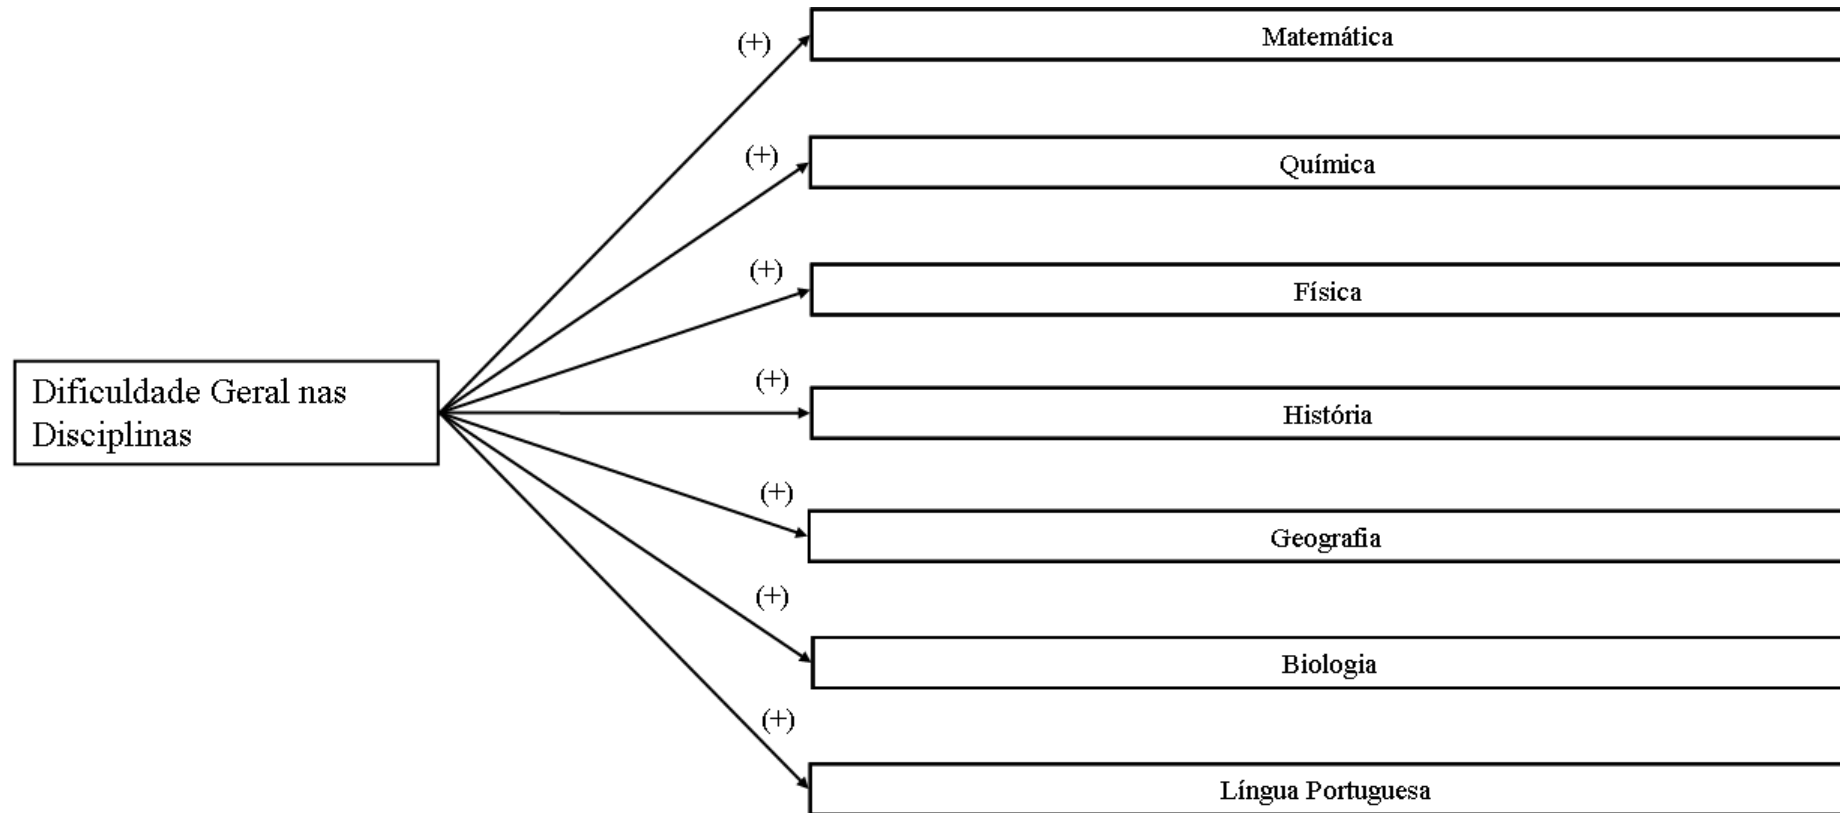 (+)
Matemática
(+)
Química
(+)
Física
Dificuldade Geral nas
Disciplinas
(+)
História
(+)
Geografia
(+)
Biologia
(+)
Língua Portuguesa